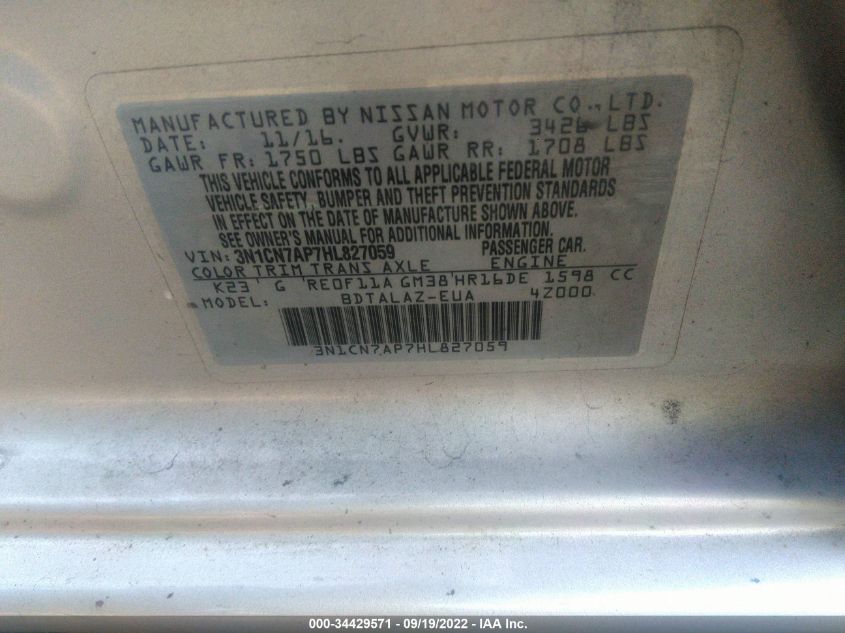 MANUFACTURED BY NISSAN MOTOR CO., LTD.
DATE: 11/16. GVWR: 3426 LBS
GAWR FR: 1750 LBS GAWR RR: 1708 LBS
THIS VEHICLE CONFORMS TO ALL APPLICABLE FEDERAL MOTOR
VEHICLE SAFETY, BUMPER AND THEFT PREVENTION STANDARDS
IN EFFECT ON THE DATE OF MANUFACTURE SHOWN ABOVE.
SEE OWNER'S MANUAL FOR ADDITIONAL INFORMATION.
VIN: 3N1CN7AP7HL827059 PASSENGER CAR.
COLOR TRIM TRANS AXLE ENGINE
K23 G RE0F11A GM38 HR16DE 1598 CC
MODEL: BDTALAZ-EUA 4Z000
3N1CN7AP7HL827059
000-34429571 - 09/19/2022 - IAA Inc.